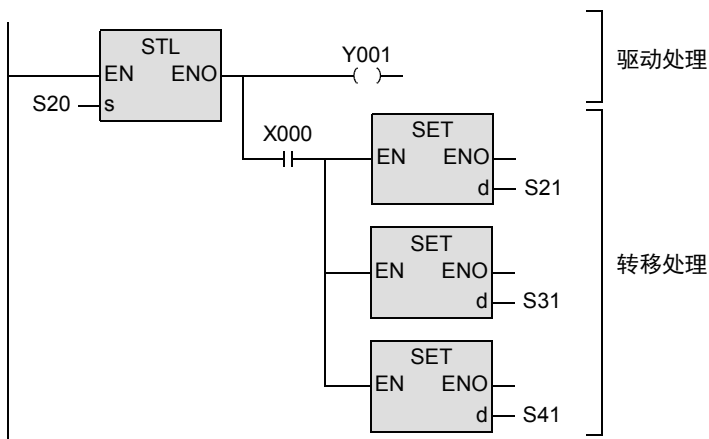 STL
EN ENO
S20 s
Y001
驱动处理
X000
SET
EN ENO
d S21
SET
EN ENO
d S31
转移处理
SET
EN ENO
d S41